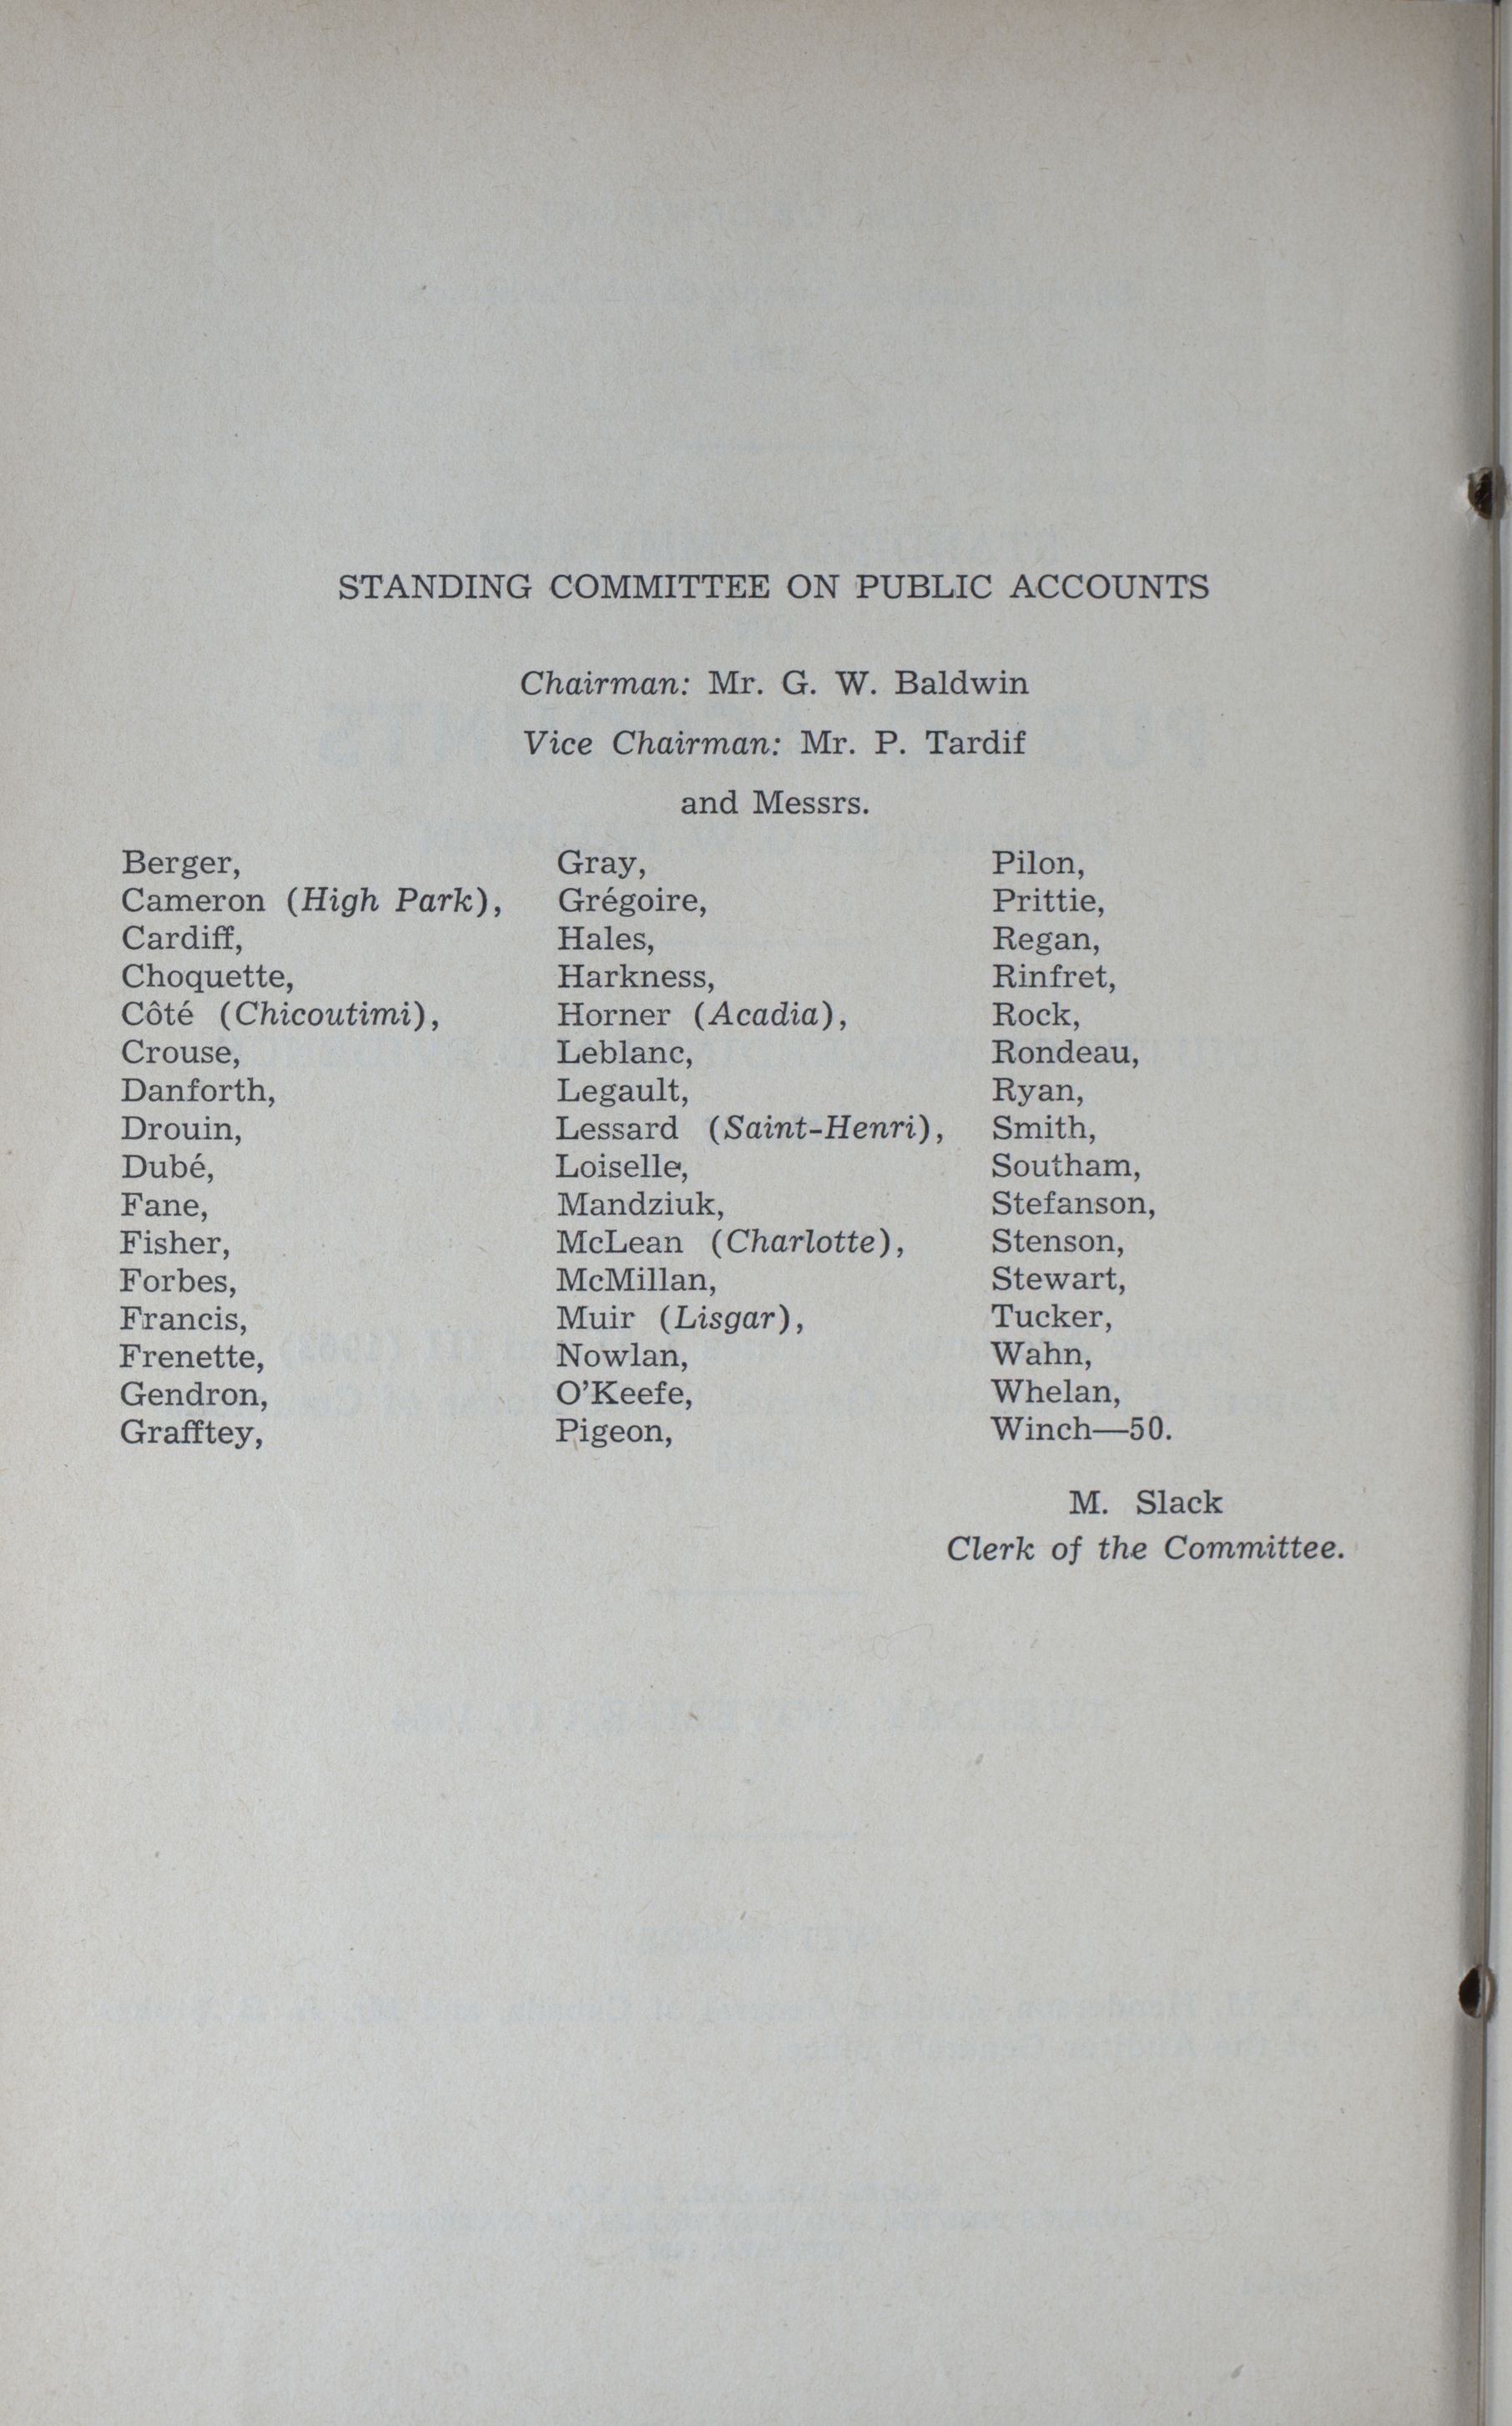 STANDING COMMITTEE ON PUBLIC ACCOUNTS
Chairman: Mr. G. W. Baldwin
Vice Chairman: Mr. P. Tardif
and Messrs.
Berger,
Cameron (High Park),
Cardiff,
Choquette,
Côté (Chicoutimi),
Crouse,
Danforth,
Drouin,
Dubé,
Fane,
Fisher,
Forbes,
Francis,
Frenette,
Gendron,
Grafftey,
Gray,
Grégoire,
Hales,
Harkness,
Horner (Acadia),
Leblanc,
Legault,
Lessard (Saint-Henri),
Loiselle,
Mandziuk,
McLean (Charlotte),
McMillan,
Muir (Lisgar),
Nowlan,
O'Keefe,
Pigeon,
Pilon,
Prittie,
Regan,
Rinfret,
Rock,
Rondeau,
Ryan,
Smith,
Southam,
Stefanson,
Stenson,
Stewart,
Tucker,
Wahn,
Whelan,
Winch—50.
M. Slack
Clerk of the Committee.